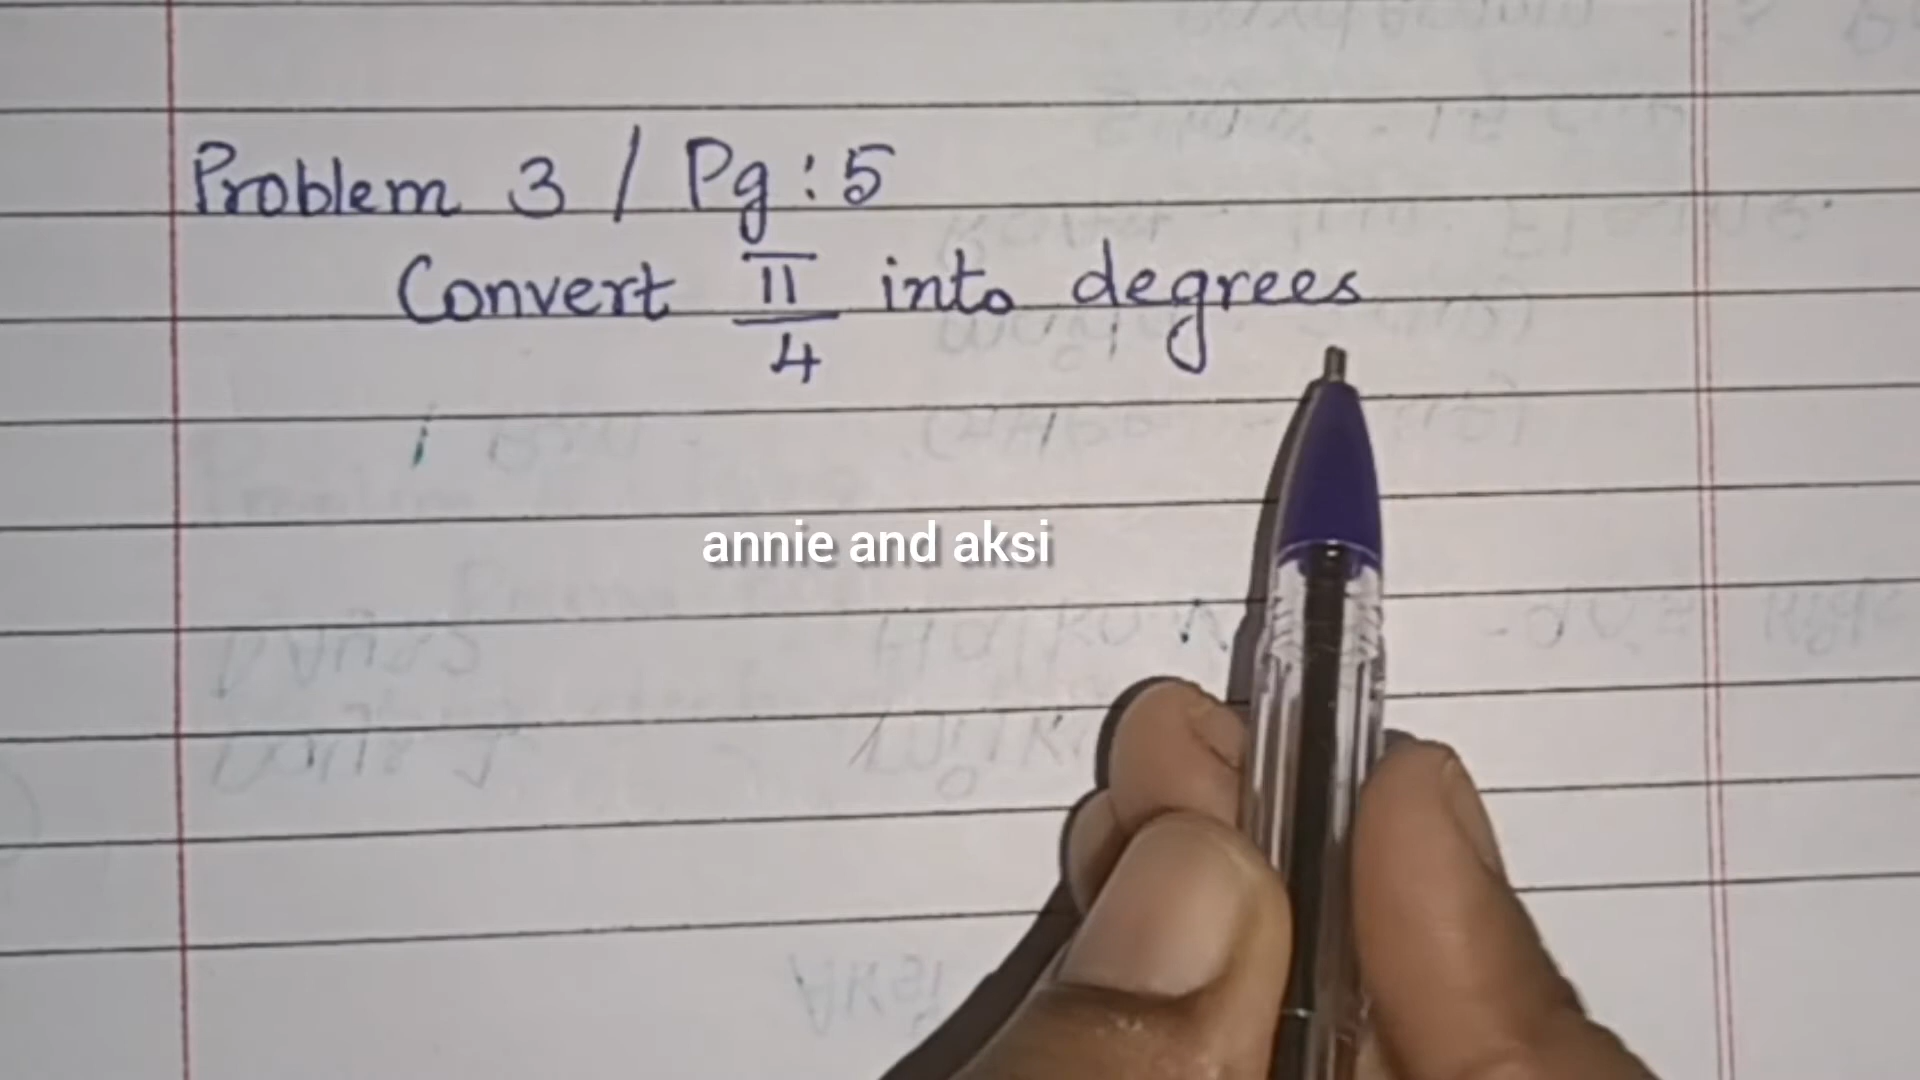 Problem 3 / Pg : 5
Convert π/4 into degrees
annie and aksi